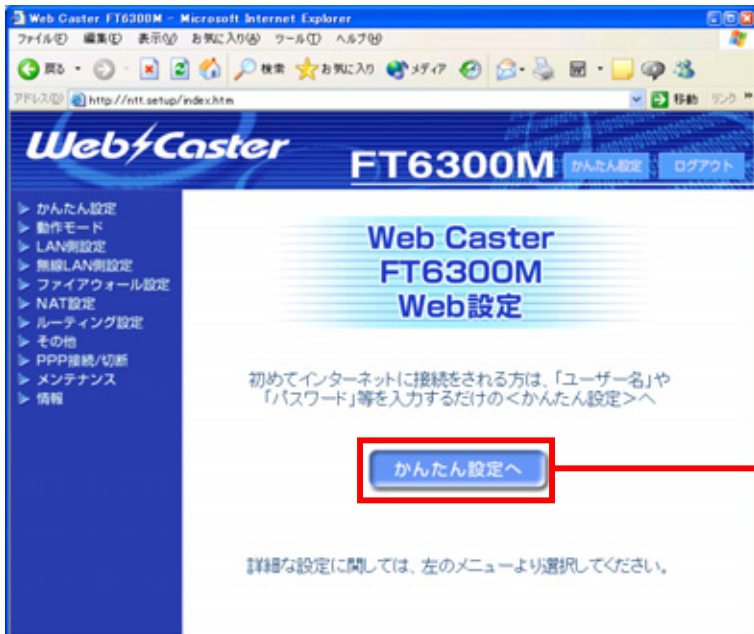 Web Caster FT6300M - Microsoft Internet Explorer
ファイル(F) 編集(E) 表示(V) お気に入り(A) ツール(T) ヘルプ(H)
戻る 検索 お気に入り メディア
アドレス(D) http://ntt.setup/index.htm 移動 リンク »
Web Caster FT6300M かんたん設定 ログアウト
かんたん設定
動作モード
LAN側設定
無線LAN側設定
ファイアウォール設定
NAT設定
ルーティング設定
その他
PPP接続/切断
メンテナンス
情報
Web Caster
FT6300M
Web設定
初めてインターネットに接続をされる方は、「ユーザー名」や
「パスワード」等を入力するだけの<かんたん設定>へ
かんたん設定へ
詳細な設定に関しては、左のメニューより選択してください。